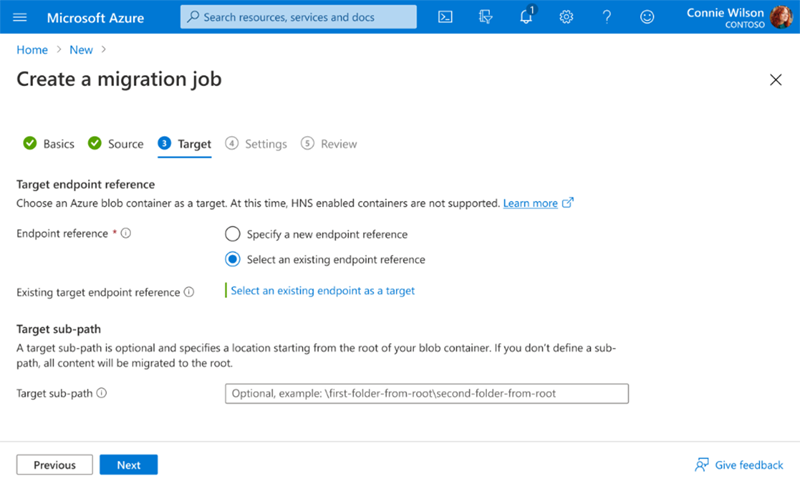 Microsoft Azure
Search resources, services and docs
1
Connie Wilson
CONTOSO
Home > New >
Create a migration job
Basics Source 3 Target 4 Settings 5 Review
Target endpoint reference
Choose an Azure blob container as a target. At this time, HNS enabled containers are not supported. Learn more
Endpoint reference *
Specify a new endpoint reference
Select an existing endpoint reference
Existing target endpoint reference
Select an existing endpoint as a target
Target sub-path
A target sub-path is optional and specifies a location starting from the root of your blob container. If you don't define a sub-
path, all content will be migrated to the root.
Target sub-path
Optional, example: \first-folder-from-root\second-folder-from-root
Previous Next Give feedback